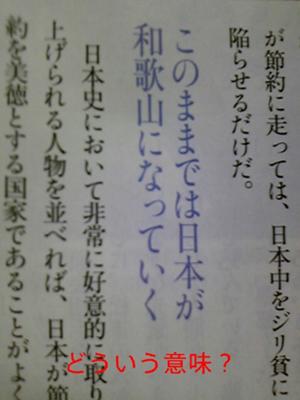 が節約に走っては、日本中をジリ貧に
陥らせるだけだ。
このままでは日本が
和歌山になっていく
日本史において非常に好意的に取り
上げられる人物を並べれば、日本が節
約を美徳とする国家であることがよく
どういう意味？